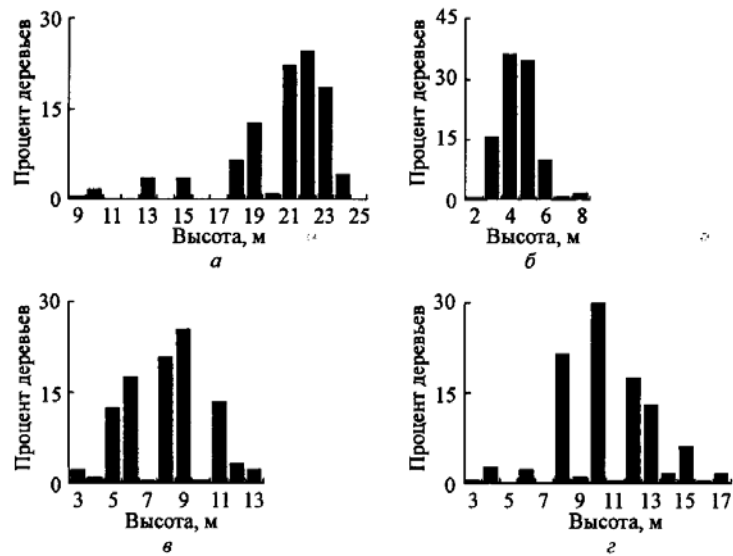 Процент деревьев
30
15
0
9 11 13 15 17 19 21 23 25
Высота, м
а
Процент деревьев
45
30
15
0
2 4 6 8
Высота, м
б
Процент деревьев
30
15
0
3 5 7 9 11 13
Высота, м
в
Процент деревьев
30
15
0
3 5 7 9 11 13 15 17
Высота, м
г